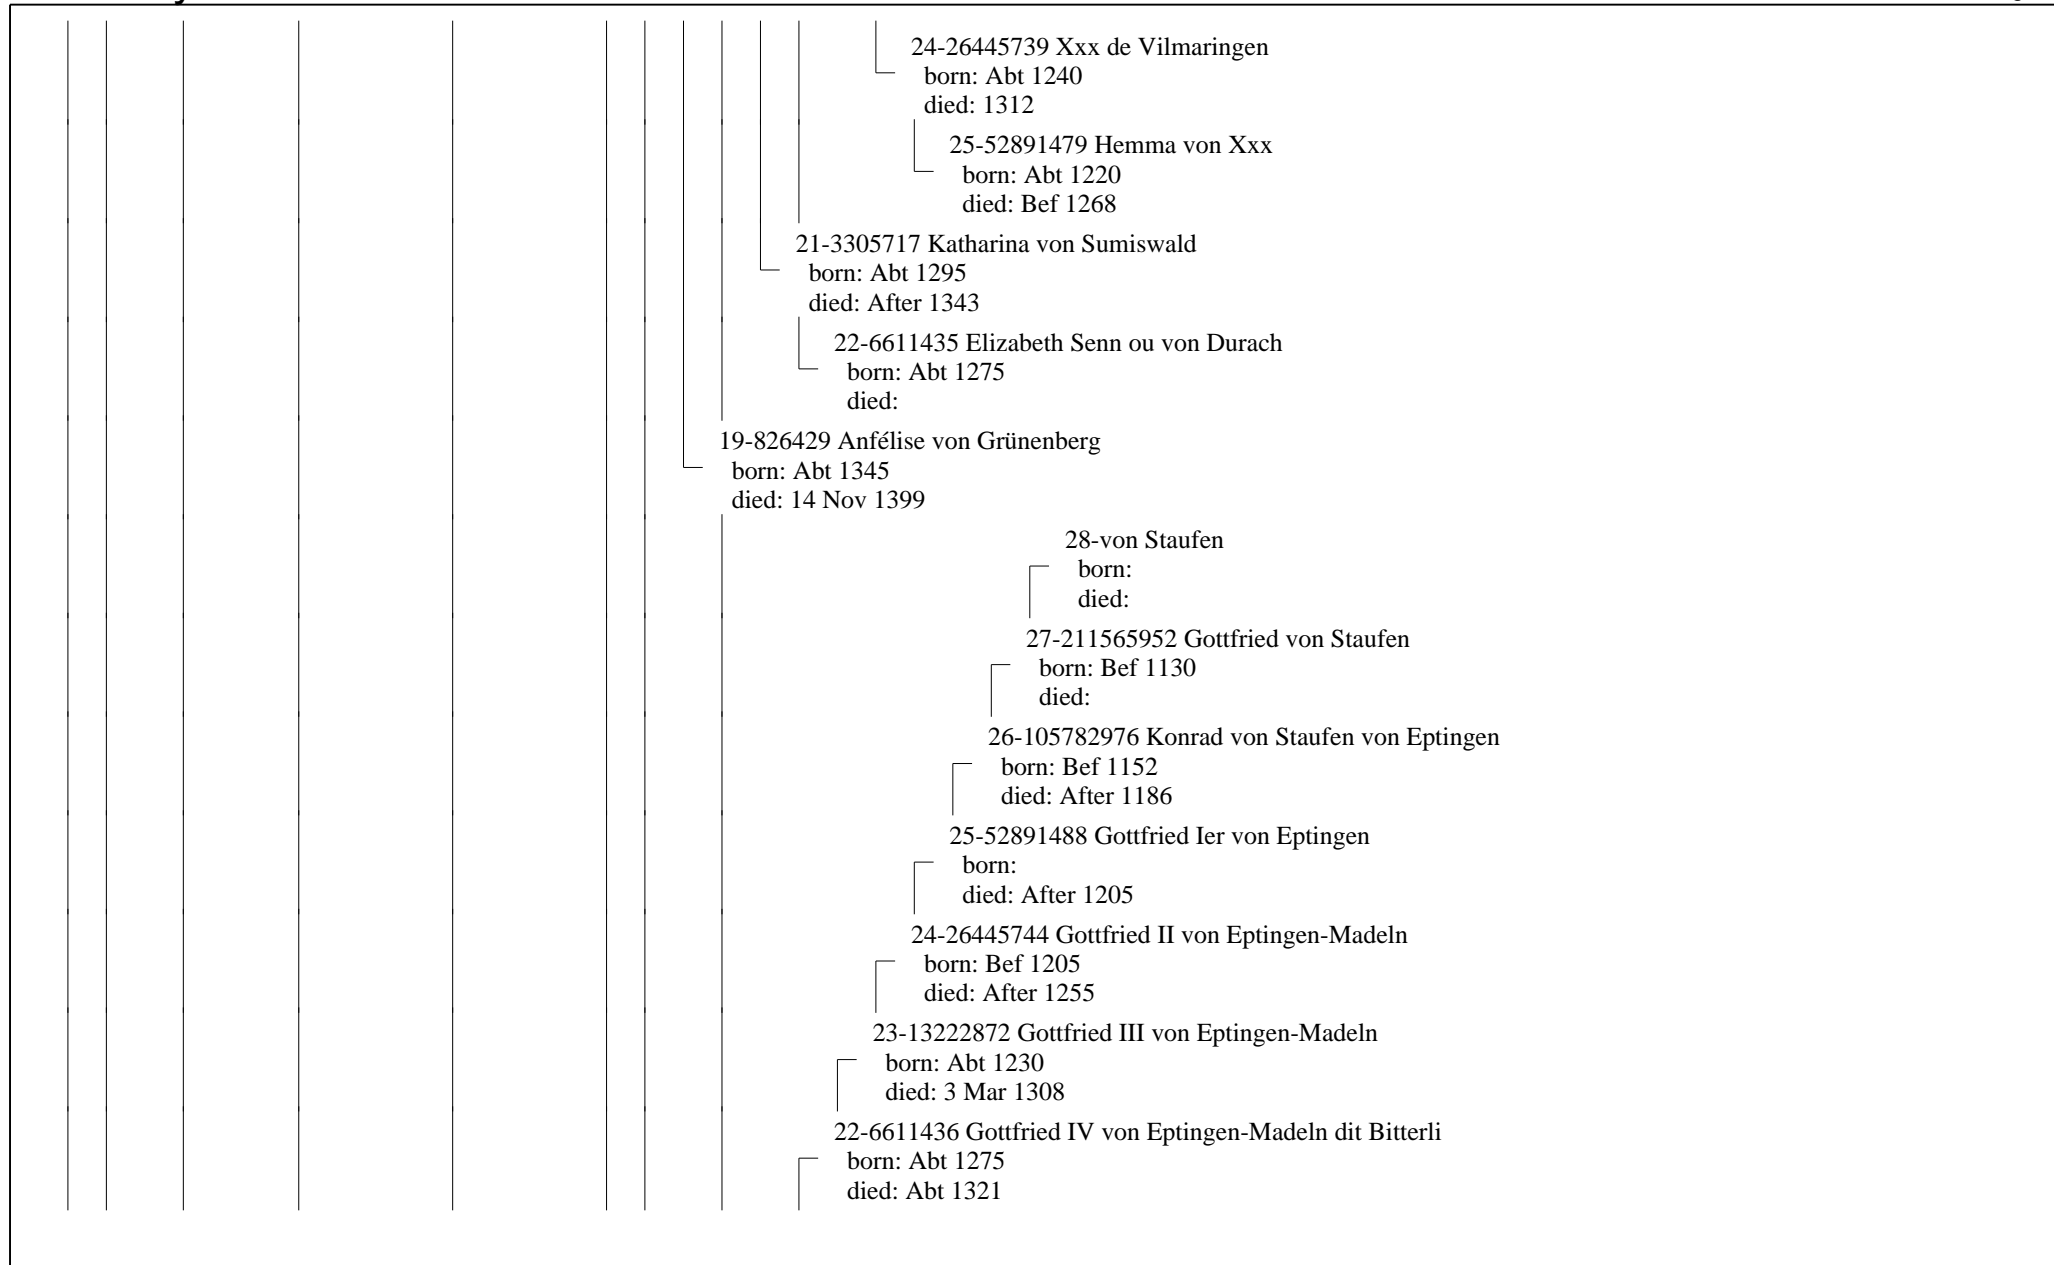 24-26445739 Xxx de Vilmaringen
born: Abt 1240
died: 1312
25-52891479 Hemma von Xxx
born: Abt 1220
died: Bef 1268
21-3305717 Katharina von Sumiswald
born: Abt 1295
died: After 1343
22-6611435 Elizabeth Senn ou von Durach
born: Abt 1275
died:
19-826429 Anfélise von Grünenberg
born: Abt 1345
died: 14 Nov 1399
28-von Staufen
born:
died:
27-211565952 Gottfried von Staufen
born: Bef 1130
died:
26-105782976 Konrad von Staufen von Eptingen
born: Bef 1152
died: After 1186
25-52891488 Gottfried Ier von Eptingen
born:
died: After 1205
24-26445744 Gottfried II von Eptingen-Madeln
born: Bef 1205
died: After 1255
23-13222872 Gottfried III von Eptingen-Madeln
born: Abt 1230
died: 3 Mar 1308
22-6611436 Gottfried IV von Eptingen-Madeln dit Bitterli
born: Abt 1275
died: Abt 1321